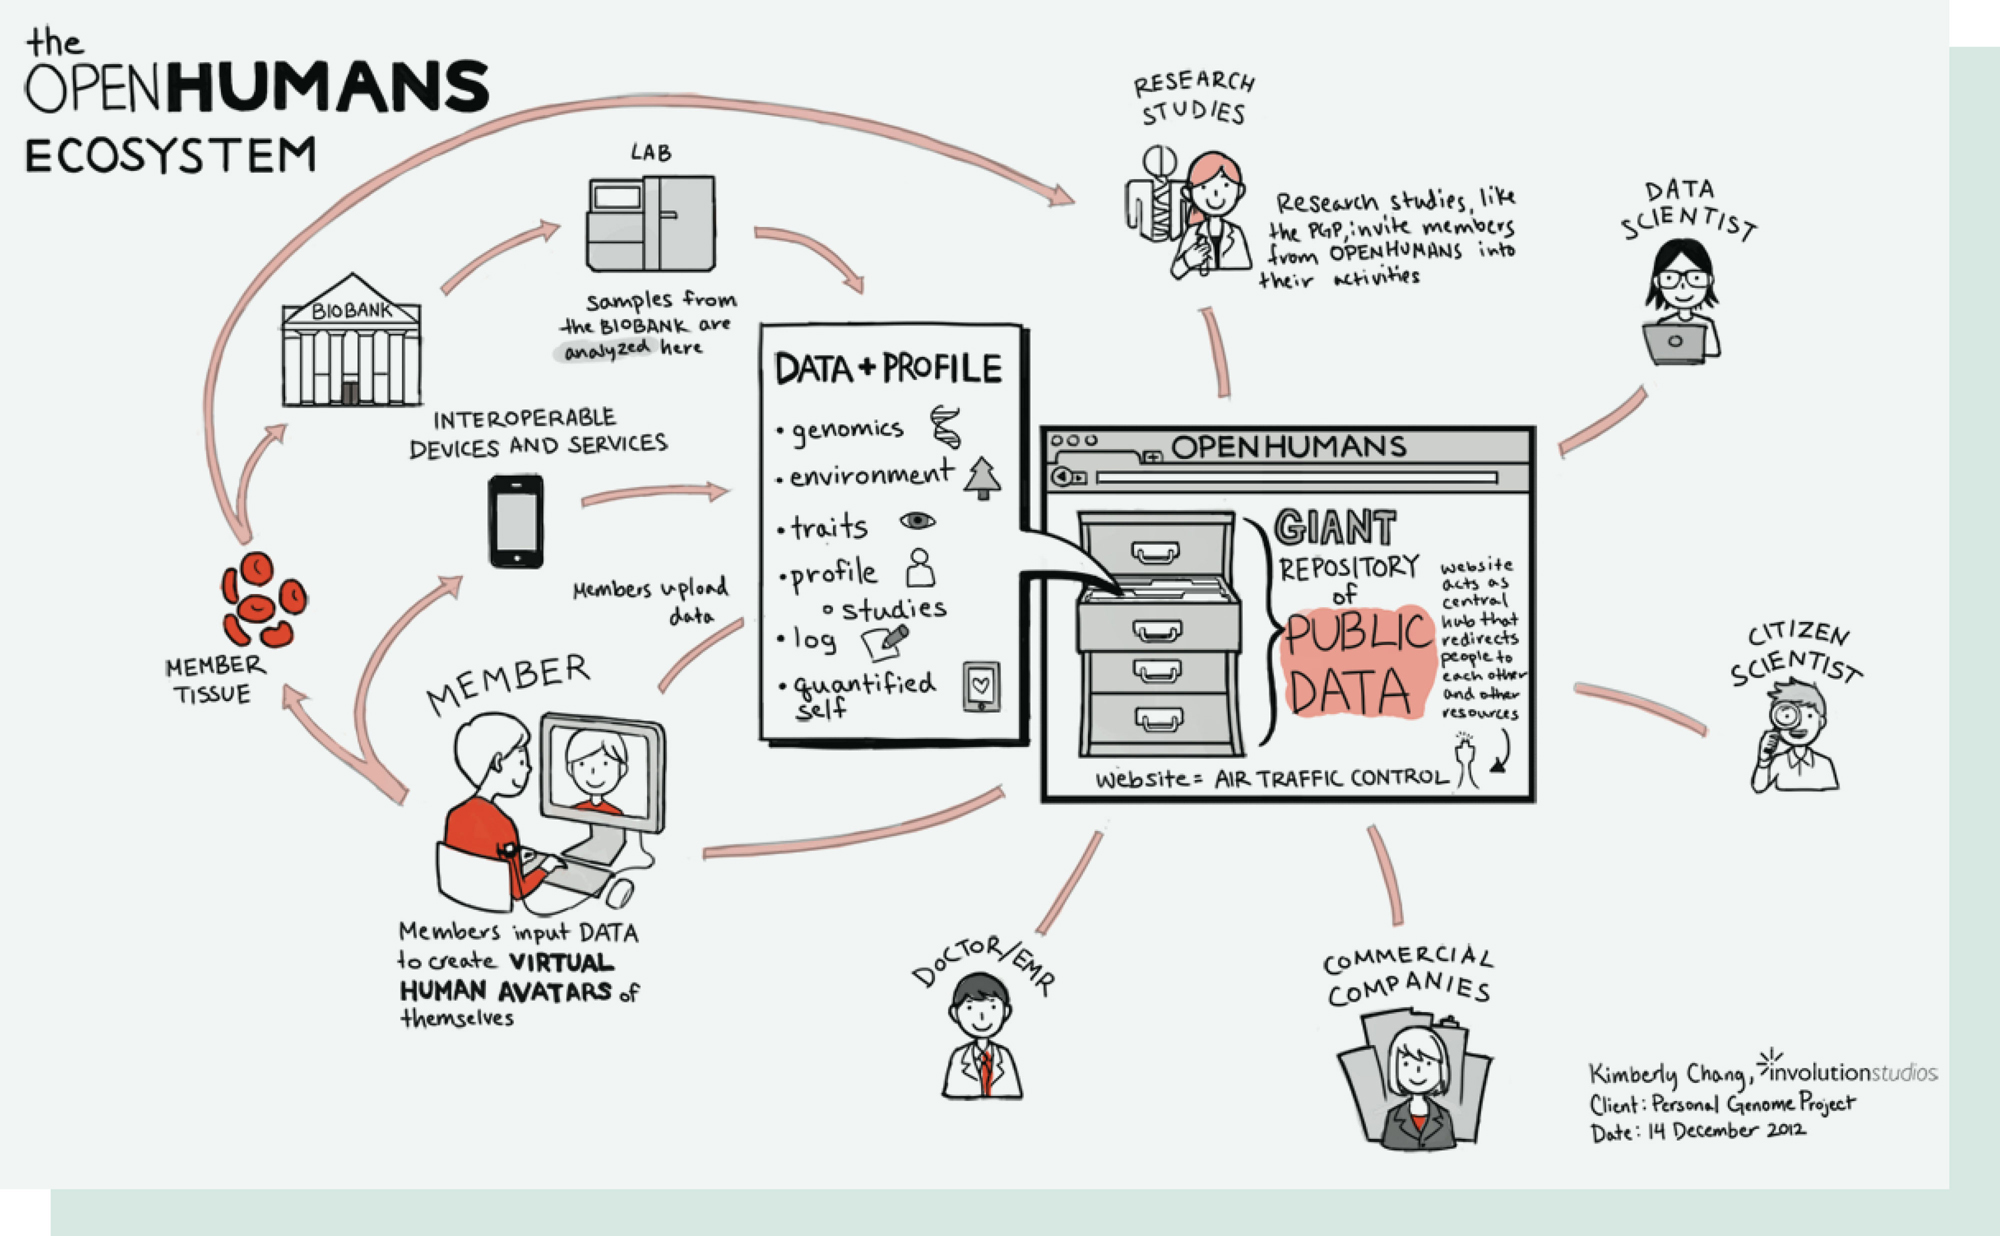 the
OPENHUMANS
ECOSYSTEM
LAB
Samples from
the BIOBANK are
analyzed here
BIOBANK
INTEROPERABLE
DEVICES AND SERVICES
MEMBER
TISSUE
Members upload
data
MEMBER
Members input DATA
to create VIRTUAL
HUMAN AVATARS of
themselves
DATA + PROFILE
• genomics
• environment
• traits
• profile
° studies
• log
• quantified
self
RESEARCH
STUDIES
Research studies, like
the PGP, invite members
from OPENHUMANS into
their activities
DATA
SCIENTIST
OPENHUMANS
GIANT
REPOSITORY
of
PUBLIC
DATA
website
acts as
central
hub that
redirects
people to
each other
and other
resources
website = AIR TRAFFIC CONTROL
CITIZEN
SCIENTIST
DOCTOR/EMR
COMMERCIAL
COMPANIES
Kimberly Chang, involutionstudios
Client: Personal Genome Project
Date: 14 December 2012